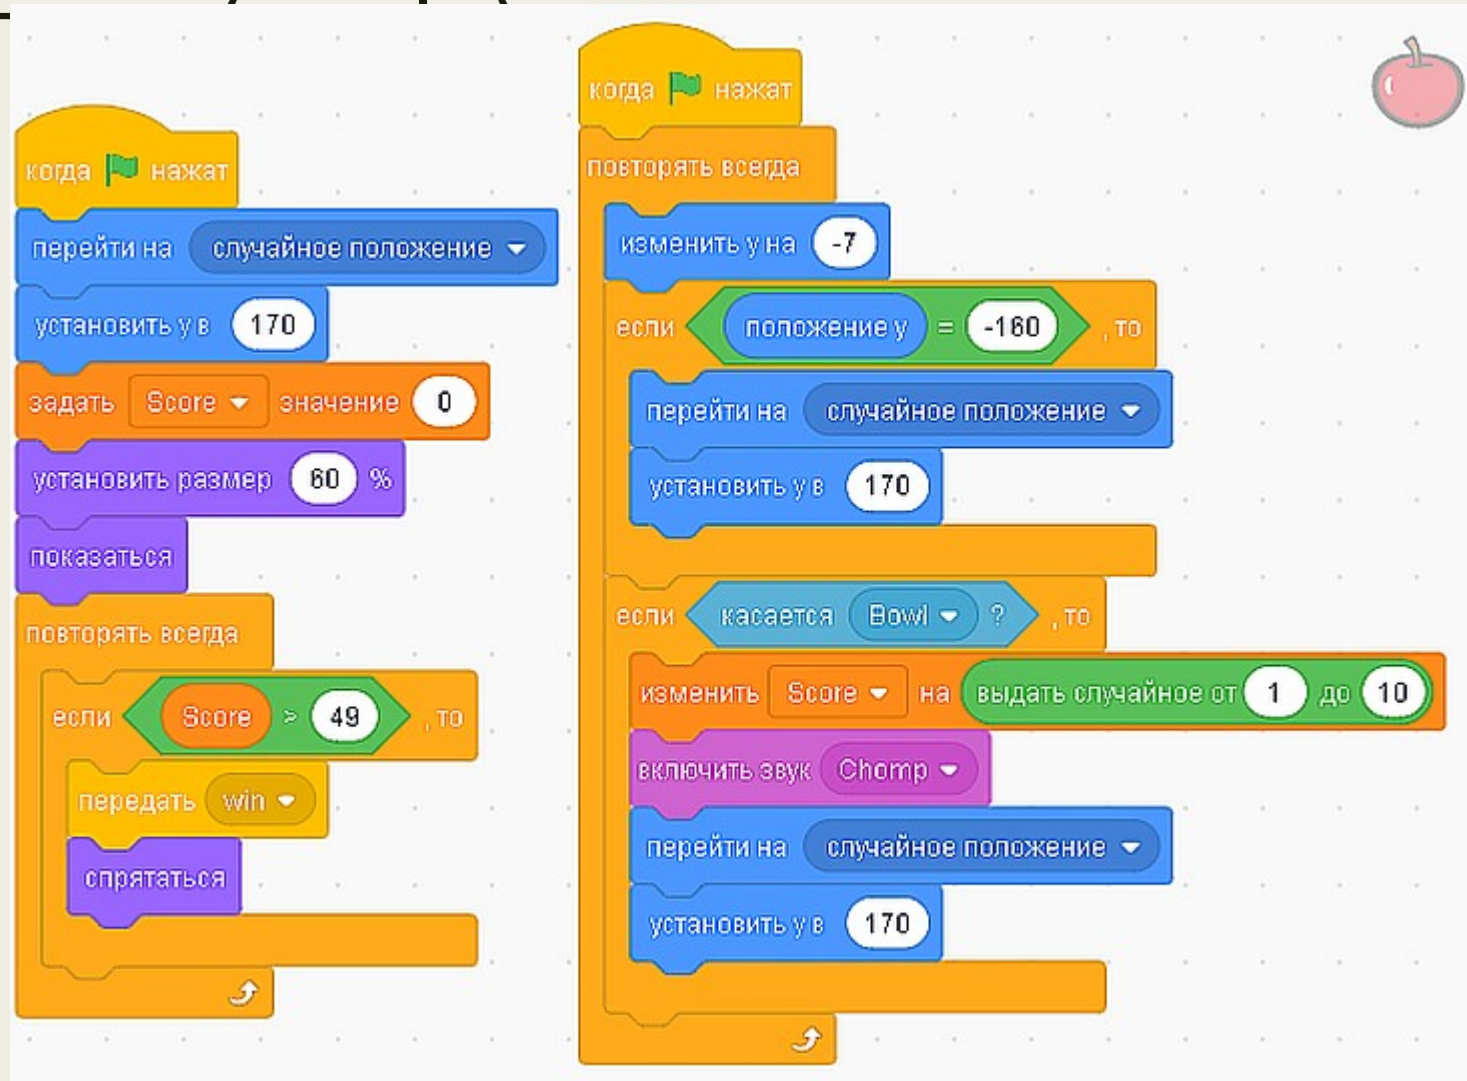 когда нажат
перейти на случайное положение
установить y в 170
задать Score значение 0
установить размер 60 %
показаться
повторять всегда
если Score > 49 , то
передать win
спрятаться
когда нажат
повторять всегда
изменить y на -7
если положение y = -160 , то
перейти на случайное положение
установить y в 170
если касается Bowl ? , то
изменить Score на выдать случайное от 1 до 10
включить звук Chomp
перейти на случайное положение
установить y в 170